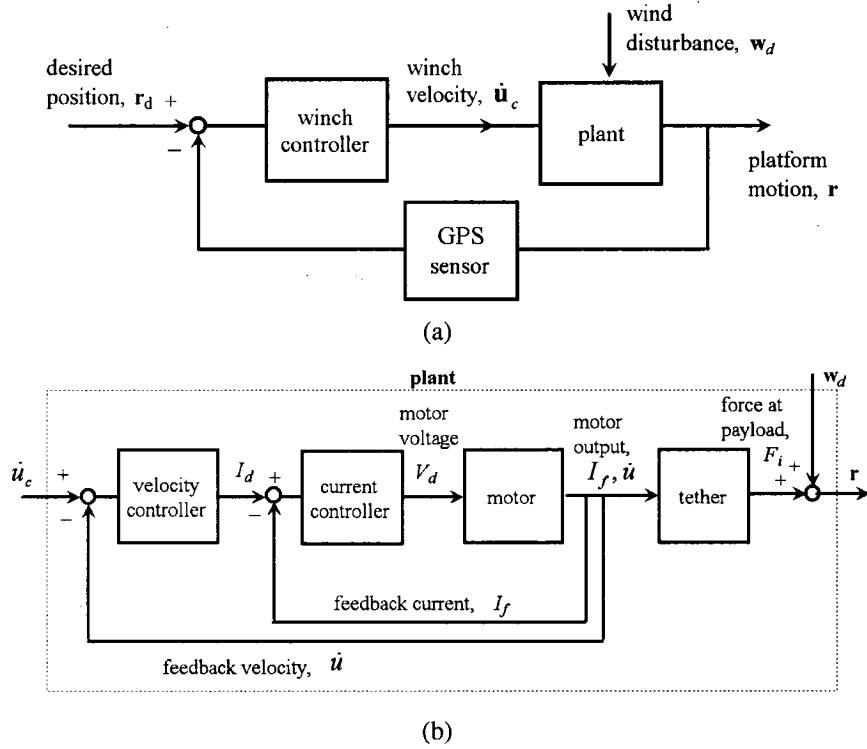 wind
disturbance, w_d
desired
position, r_d +
−
winch
controller
winch
velocity, u̇_c
plant
platform
motion, r
GPS
sensor
(a)
plant
w_d
u̇_c
+
−
velocity
controller
I_d
+
−
current
controller
motor
voltage
V_d
motor
motor
output,
I_f, u̇
tether
force at
payload,
F_i +
+
r
feedback current, I_f
feedback velocity, u̇
(b)